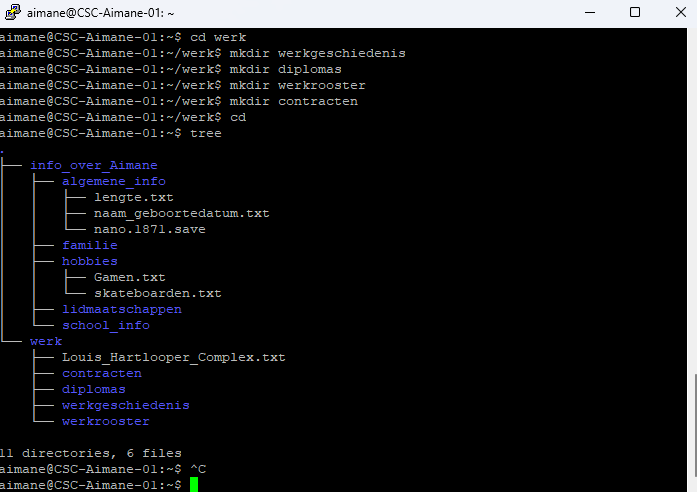 aimane@CSC-Aimane-01: ~
aimane@CSC-Aimane-01:~$ cd werk
aimane@CSC-Aimane-01:~/werk$ mkdir werkgeschiedenis
aimane@CSC-Aimane-01:~/werk$ mkdir diplomas
aimane@CSC-Aimane-01:~/werk$ mkdir werkrooster
aimane@CSC-Aimane-01:~/werk$ mkdir contracten
aimane@CSC-Aimane-01:~/werk$ cd
aimane@CSC-Aimane-01:~$ tree
.
├── info_over_Aimane
│   ├── algemene_info
│   │   ├── lengte.txt
│   │   ├── naam_geboortedatum.txt
│   │   └── nano.1871.save
│   ├── familie
│   ├── hobbies
│   │   ├── Gamen.txt
│   │   └── skateboarden.txt
│   ├── lidmaatschappen
│   └── school_info
└── werk
    ├── Louis_Hartlooper_Complex.txt
    ├── contracten
    ├── diplomas
    ├── werkgeschiedenis
    └── werkrooster
11 directories, 6 files
aimane@CSC-Aimane-01:~$ ^C
aimane@CSC-Aimane-01:~$